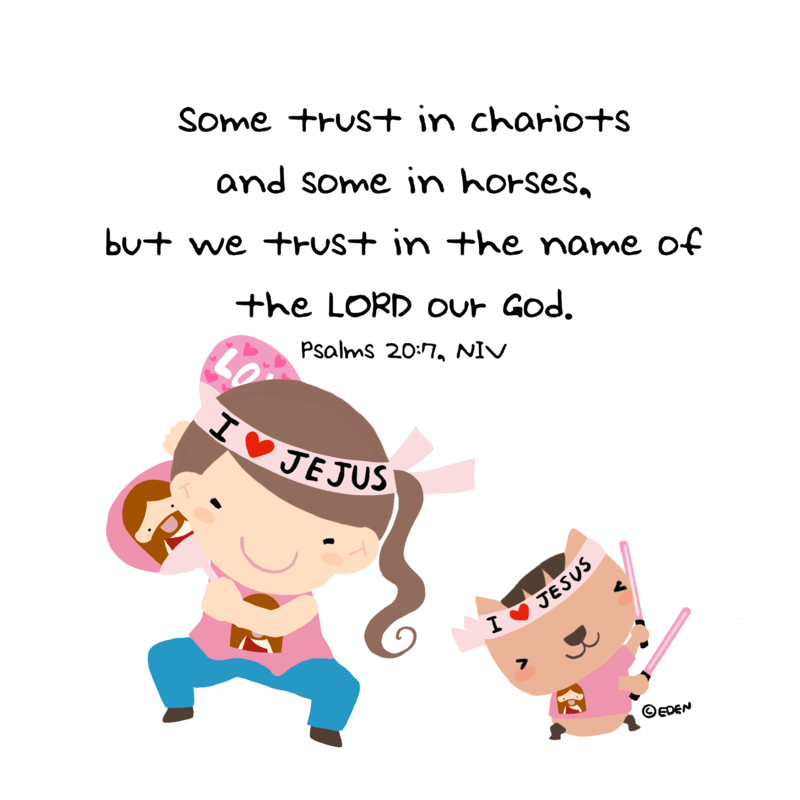 Some trust in chariots
and some in horses,
but we trust in the name of
the LORD our God.
Psalms 20:7, NIV
I ❤ JEJUS
I ❤ JESUS
©EDEN